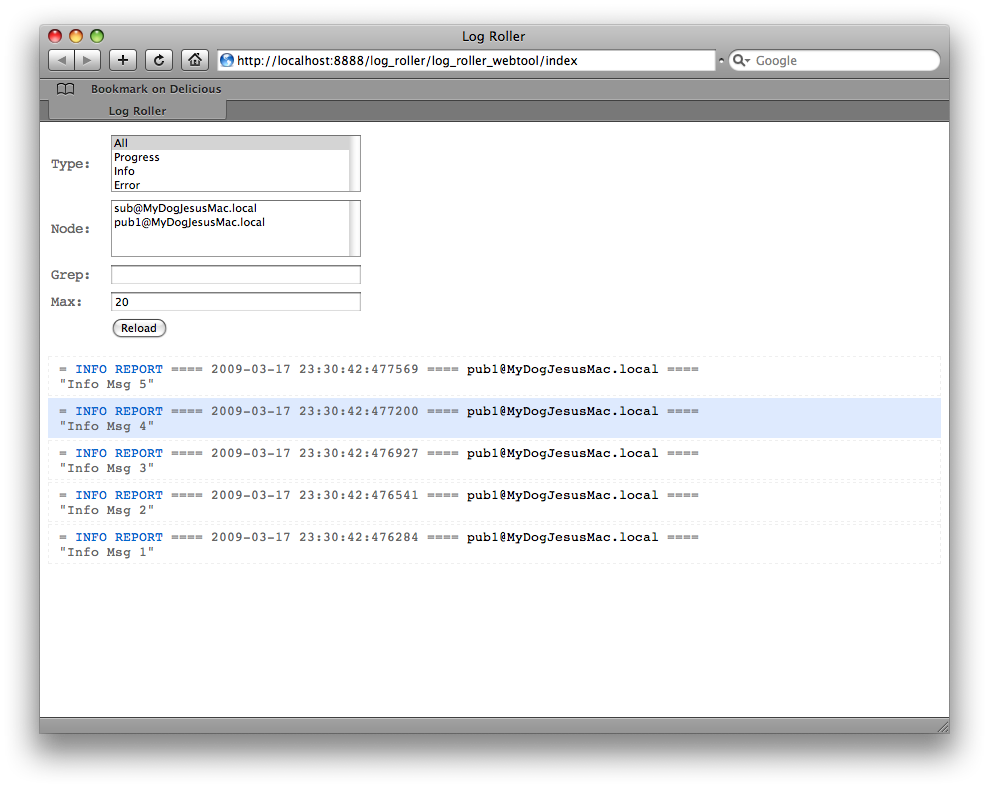 Log Roller
http://localhost:8888/log_roller/log_roller_webtool/index
Google
Bookmark on Delicious
Log Roller
Type:
All
Progress
Info
Error
Node:
sub@MyDogJesusMac.local
pub1@MyDogJesusMac.local
Grep:
Max: 20
Reload
= INFO REPORT ==== 2009-03-17 23:30:42:477569 ==== pub1@MyDogJesusMac.local ====
"Info Msg 5"
= INFO REPORT ==== 2009-03-17 23:30:42:477200 ==== pub1@MyDogJesusMac.local ====
"Info Msg 4"
= INFO REPORT ==== 2009-03-17 23:30:42:476927 ==== pub1@MyDogJesusMac.local ====
"Info Msg 3"
= INFO REPORT ==== 2009-03-17 23:30:42:476541 ==== pub1@MyDogJesusMac.local ====
"Info Msg 2"
= INFO REPORT ==== 2009-03-17 23:30:42:476284 ==== pub1@MyDogJesusMac.local ====
"Info Msg 1"